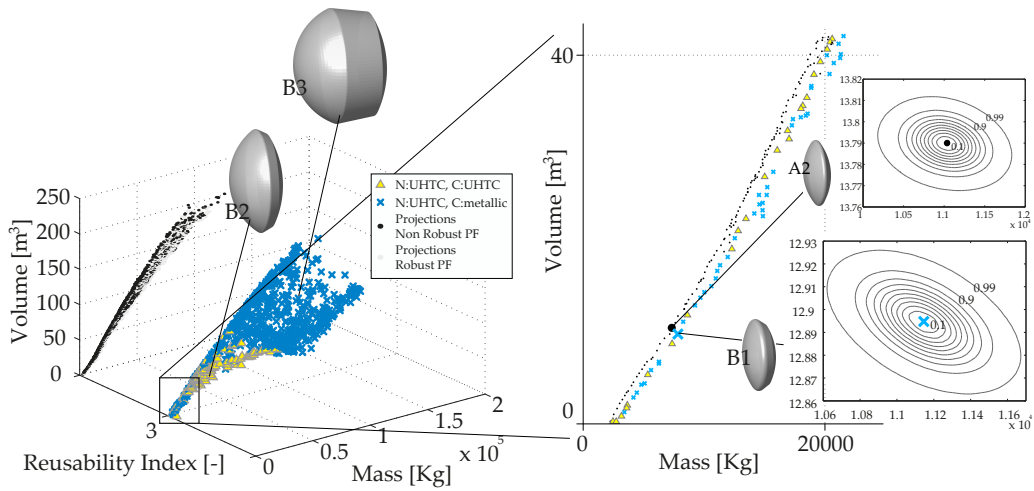 B3
B2
N:UHTC, C:UHTC
N:UHTC, C:metallic
Projections
Non Robust PF
Projections
Robust PF
Volume [m³]
250
200
150
100
50
0
3
Reusability Index [-]
0
0.5
1
x 10⁵
2
Mass [Kg]
Volume [m³]
40
0
0
20000
Mass [Kg]
A2
B1
13.82
13.81
13.8
13.79
13.78
13.77
13.76
0.99
0.9
0.1
1
1.05
1.1
1.15
1.2
x 10⁴
12.93
12.92
12.91
12.9
12.89
12.88
12.87
12.86
0.99
0.9
0.1
1.06
1.08
1.1
1.12
1.14
1.16
x 10⁴